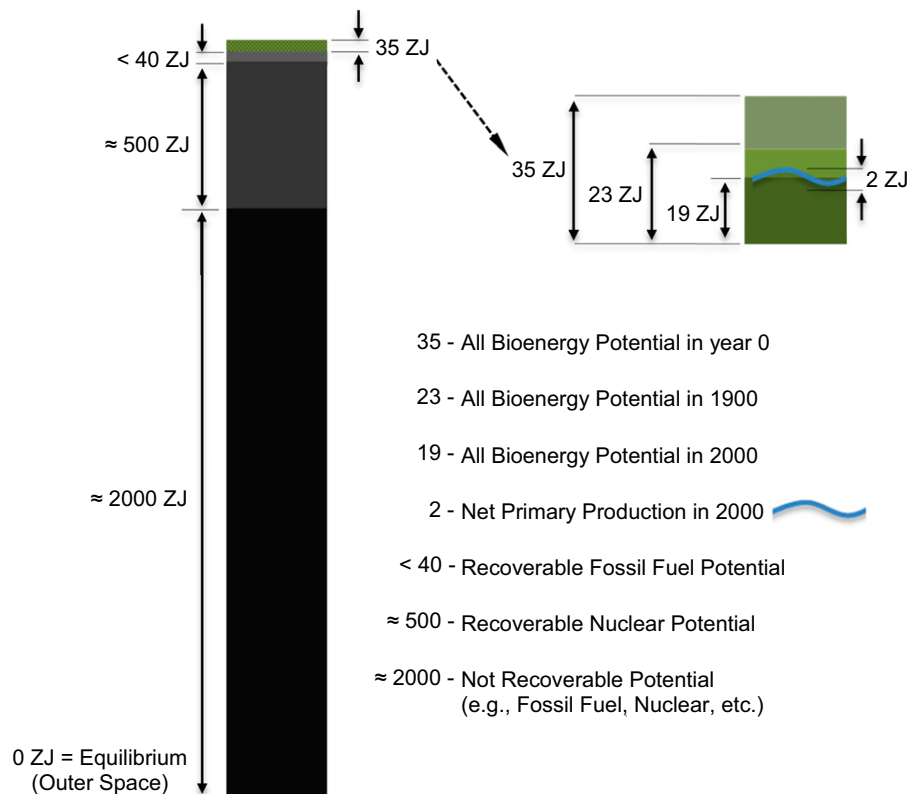 < 40 ZJ
35 ZJ
≈ 500 ZJ
≈ 2000 ZJ
0 ZJ = Equilibrium
(Outer Space)
35 ZJ
23 ZJ
19 ZJ
2 ZJ
35 - All Bioenergy Potential in year 0
23 - All Bioenergy Potential in 1900
19 - All Bioenergy Potential in 2000
2 - Net Primary Production in 2000
< 40 - Recoverable Fossil Fuel Potential
≈ 500 - Recoverable Nuclear Potential
≈ 2000 - Not Recoverable Potential
(e.g., Fossil Fuel, Nuclear, etc.)